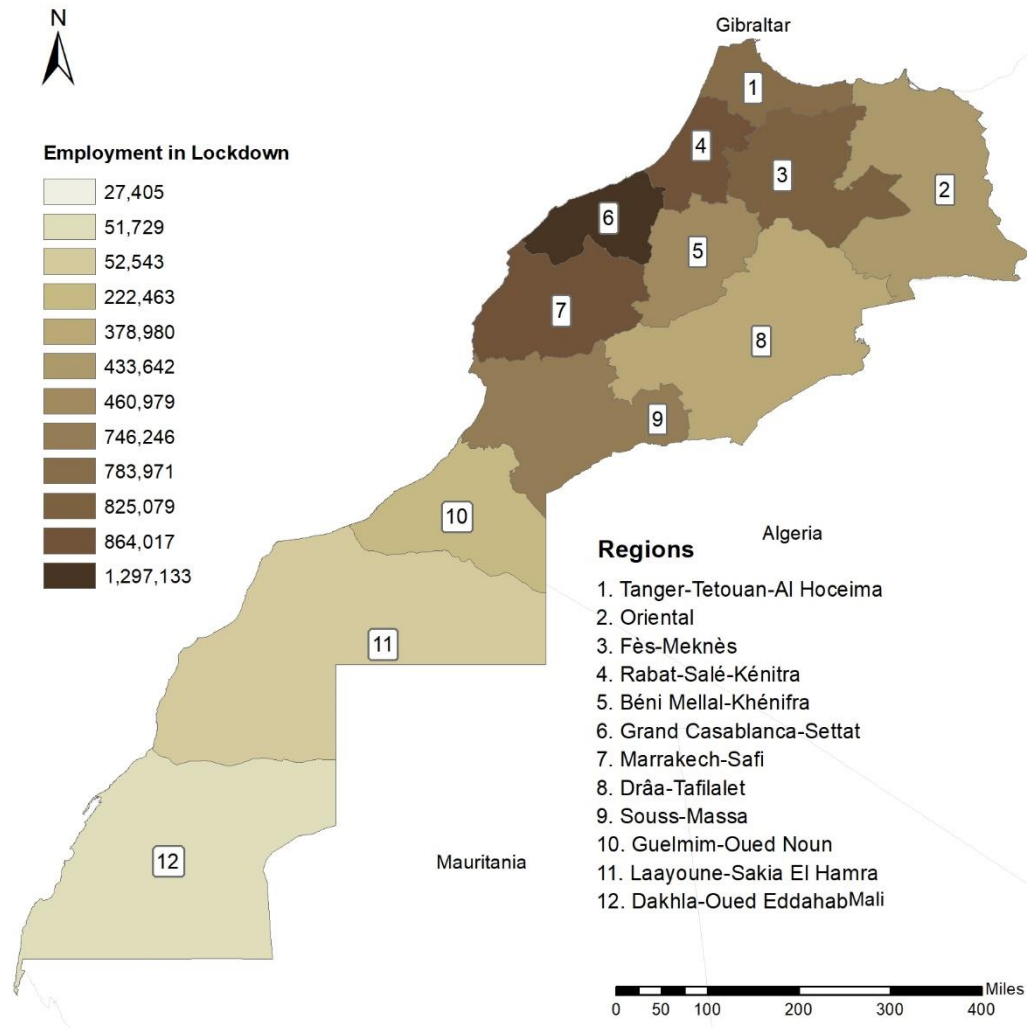 N
Gibraltar
1
4
3
2
Employment in Lockdown
27,405
51,729
52,543
222,463
378,980
433,642
460,979
746,246
783,971
825,079
864,017
1,297,133
6
5
7
8
9
10
11
12
Algeria
Mauritania
Regions
1. Tanger-Tetouan-Al Hoceima
2. Oriental
3. Fès-Meknès
4. Rabat-Salé-Kénitra
5. Béni Mellal-Khénifra
6. Grand Casablanca-Settat
7. Marrakech-Safi
8. Drâa-Tafilalet
9. Souss-Massa
10. Guelmim-Oued Noun
11. Laayoune-Sakia El Hamra
12. Dakhla-Oued Eddahab
Mali
Miles
0 50 100 200 300 400